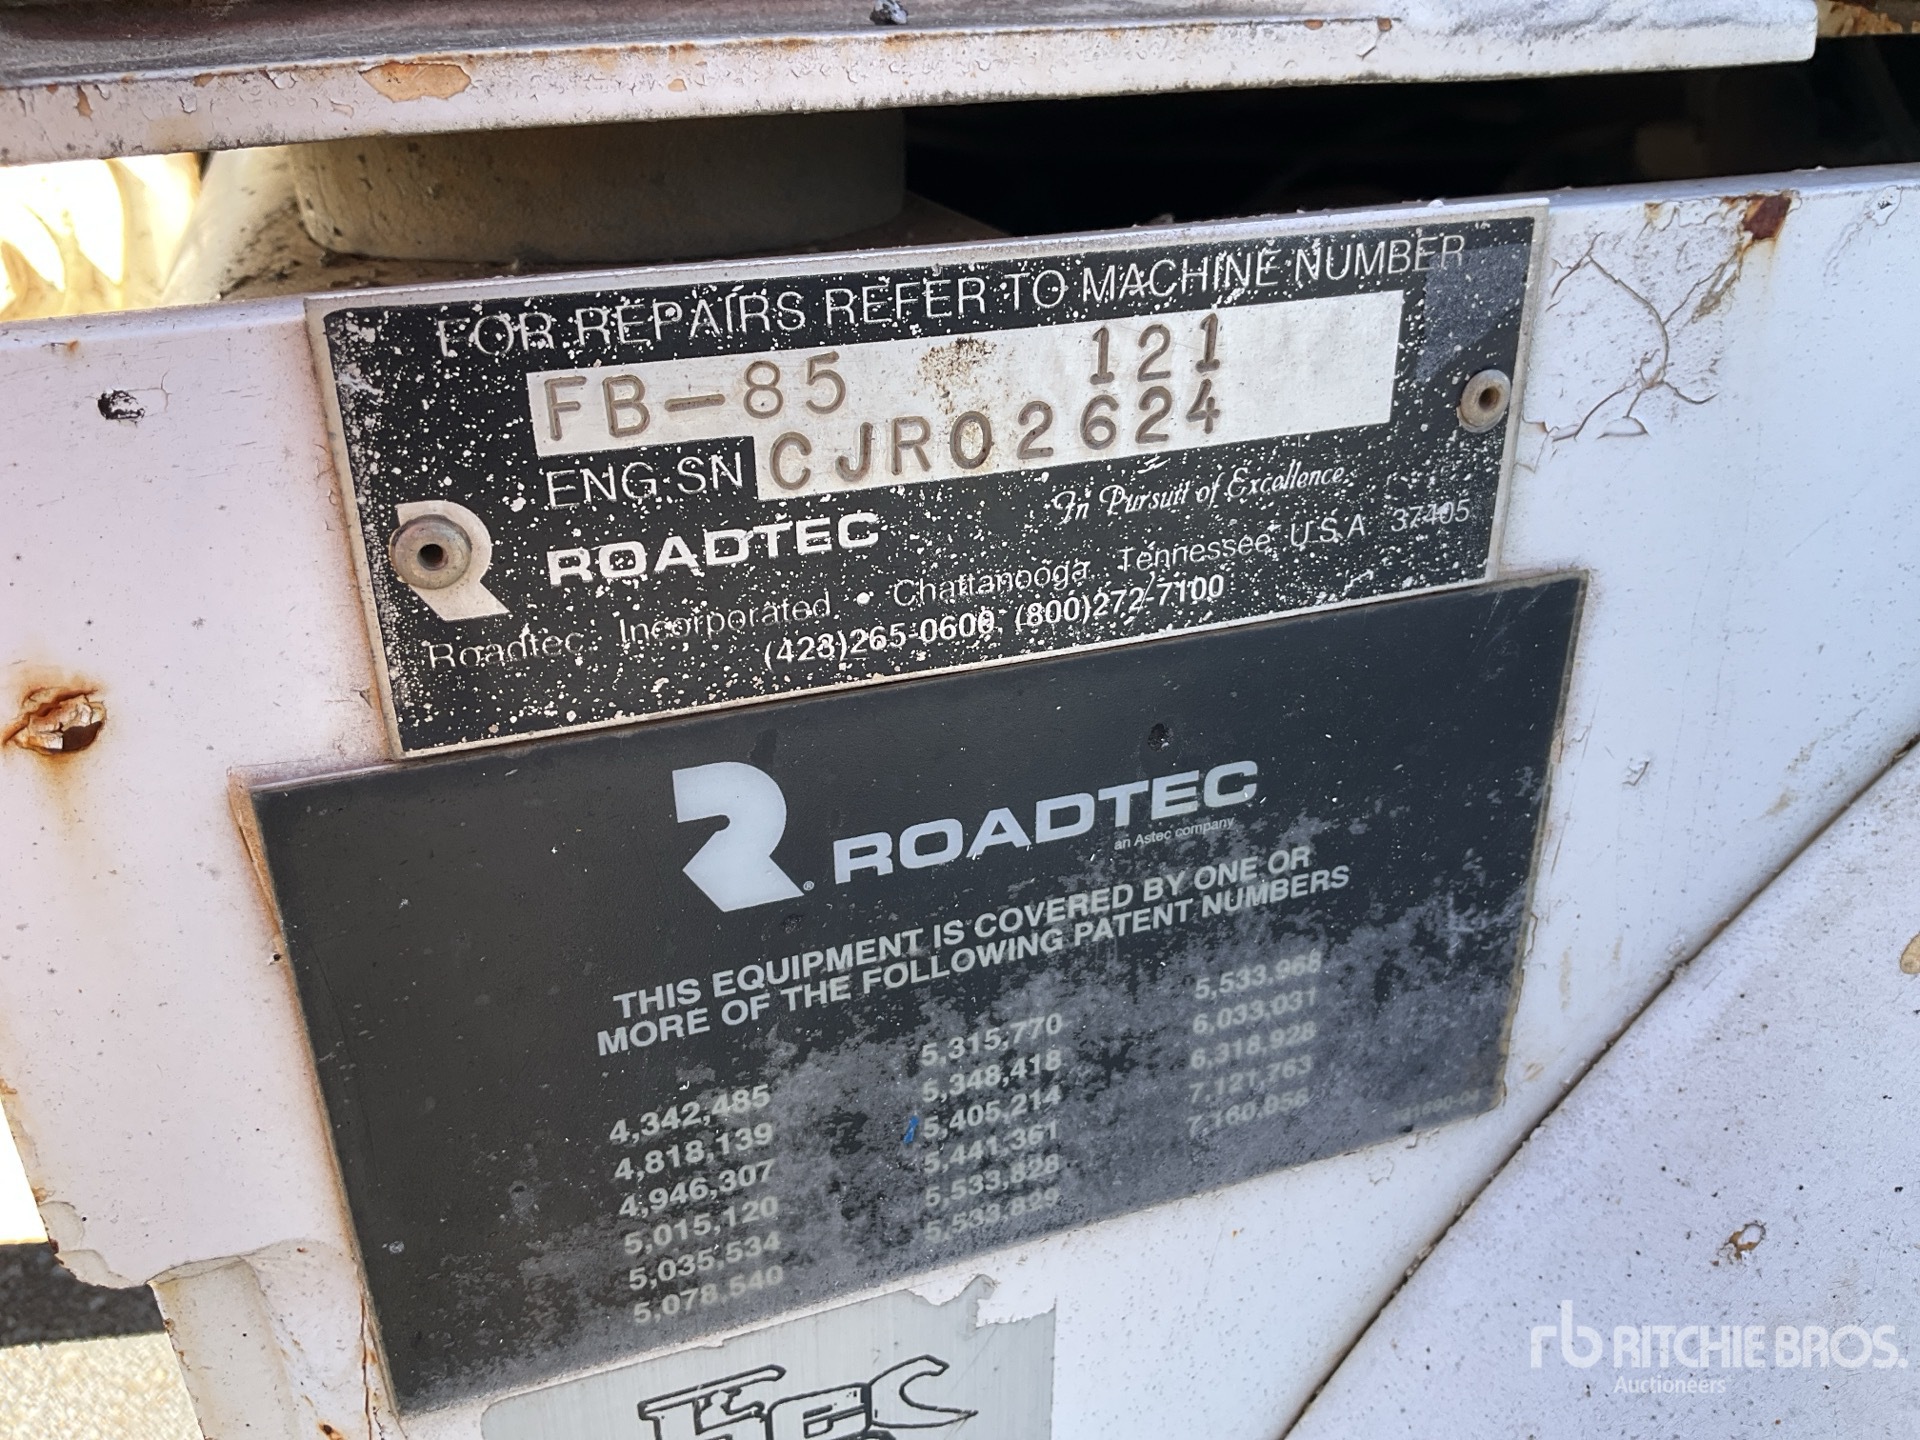 FOR REPAIRS REFER TO MACHINE NUMBER
FB-85 121
ENG SN CJR02624
In Pursuit of Excellence
ROADTEC
Roadtec Incorporated • Chattanooga, Tennessee, U.S.A 37405
(423)265-0600, (800)272-7100
R® ROADTEC
an Astec company
THIS EQUIPMENT IS COVERED BY ONE OR
MORE OF THE FOLLOWING PATENT NUMBERS
4,342,485 5,315,770 5,533,968
4,818,139 5,348,418 6,033,031
4,946,307 5,405,214 6,318,928
5,015,120 5,441,361 7,121,763
5,035,534 5,533,828
5,078,540 5,533,829
rb RITCHIE BROS.
Auctioneers